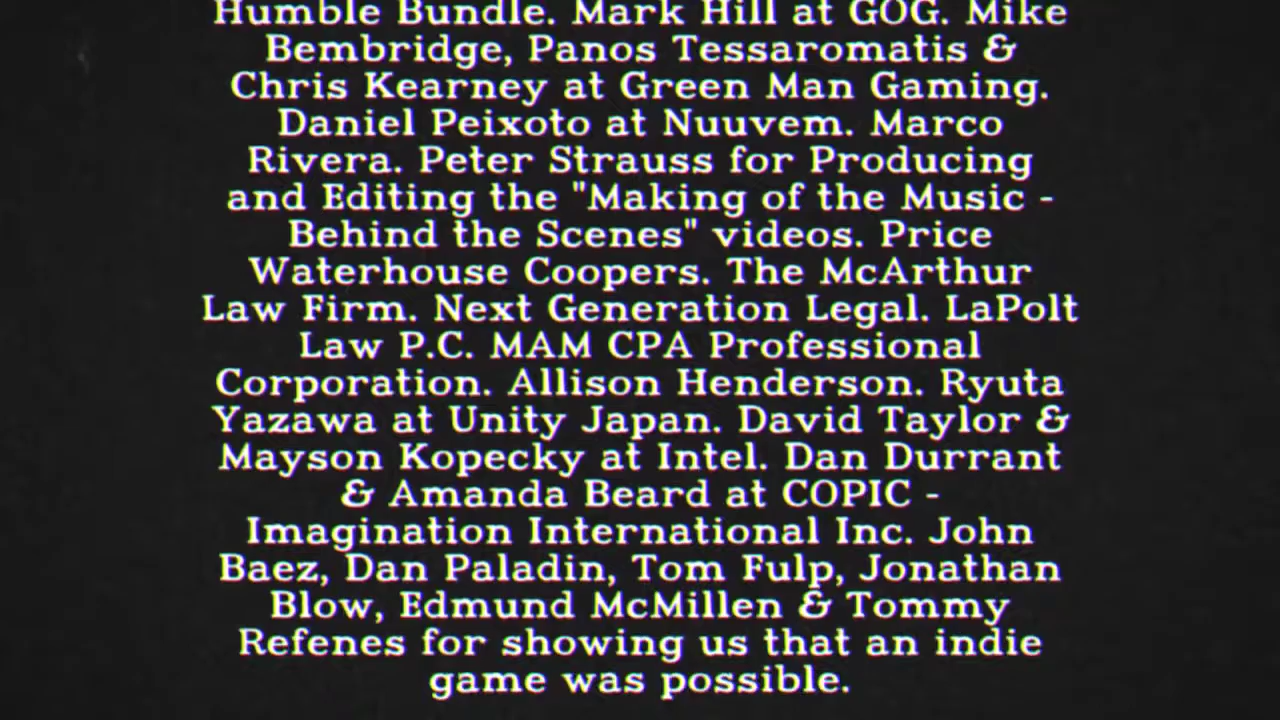 Humble Bundle. Mark Hill at GOG. Mike
Bembridge, Panos Tessaromatis &
Chris Kearney at Green Man Gaming.
Daniel Peixoto at Nuuvem. Marco
Rivera. Peter Strauss for Producing
and Editing the "Making of the Music -
Behind the Scenes" videos. Price
Waterhouse Coopers. The McArthur
Law Firm. Next Generation Legal. LaPolt
Law P.C. MAM CPA Professional
Corporation. Allison Henderson. Ryuta
Yazawa at Unity Japan. David Taylor &
Mayson Kopecky at Intel. Dan Durrant
& Amanda Beard at COPIC -
Imagination International Inc. John
Baez, Dan Paladin, Tom Fulp, Jonathan
Blow, Edmund McMillen & Tommy
Refenes for showing us that an indie
game was possible.